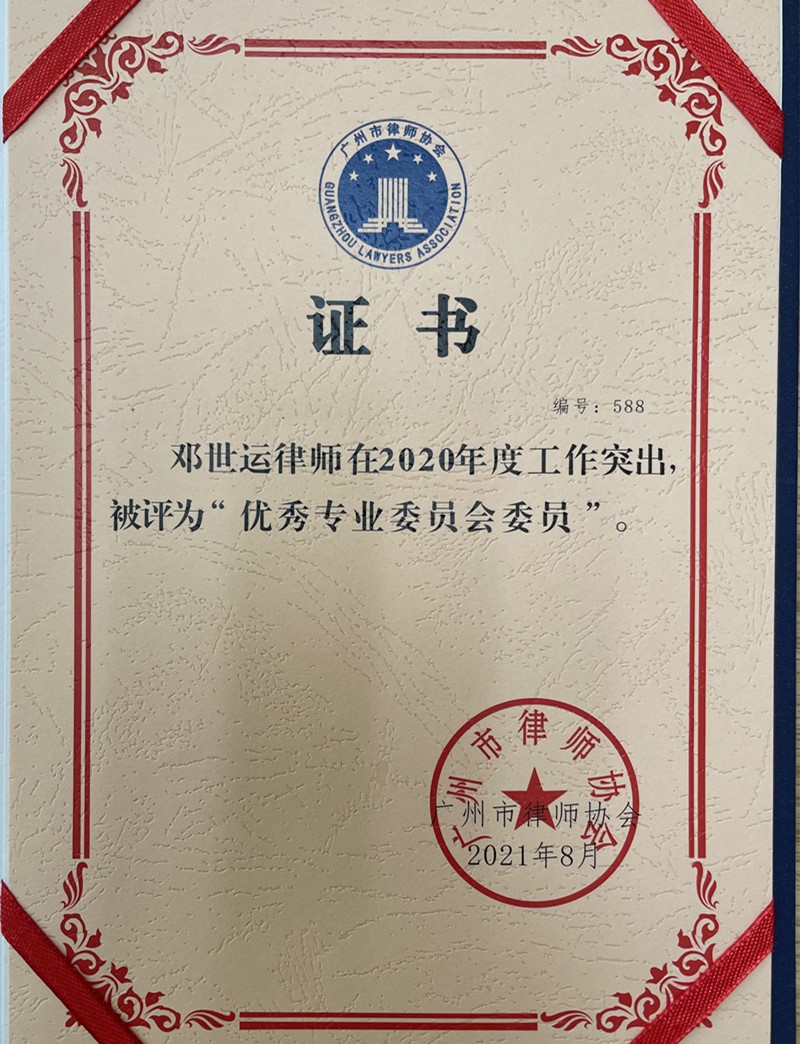 广州市律师协会
GUANGZHOU LAWYERS ASSOCIATION
证书
编号：588
邓世运律师在2020年度工作突出，
被评为“优秀专业委员会委员”。
广州市律师协会
广州市律师协会
2021年8月